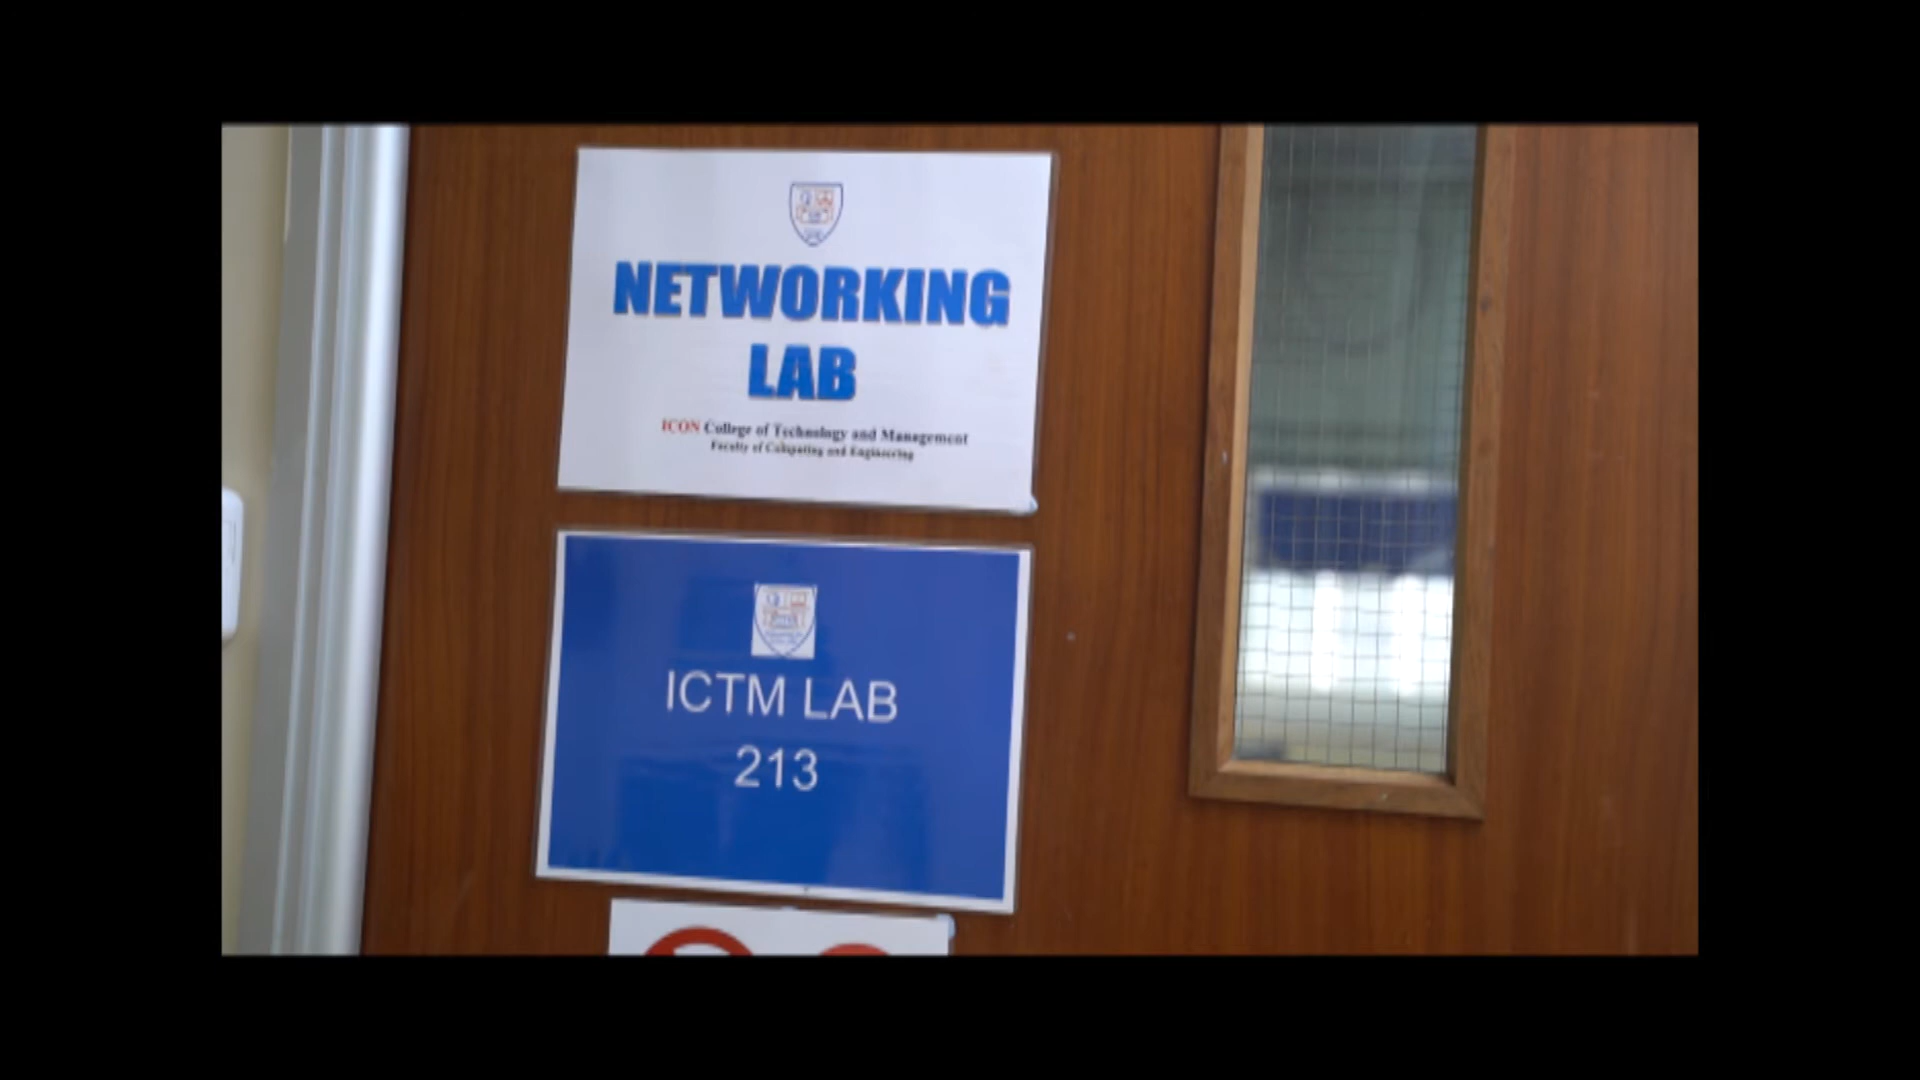 NETWORKING
LAB
ICON College of Technology and Management
Faculty of Computing and Engineering
ICTM LAB
213